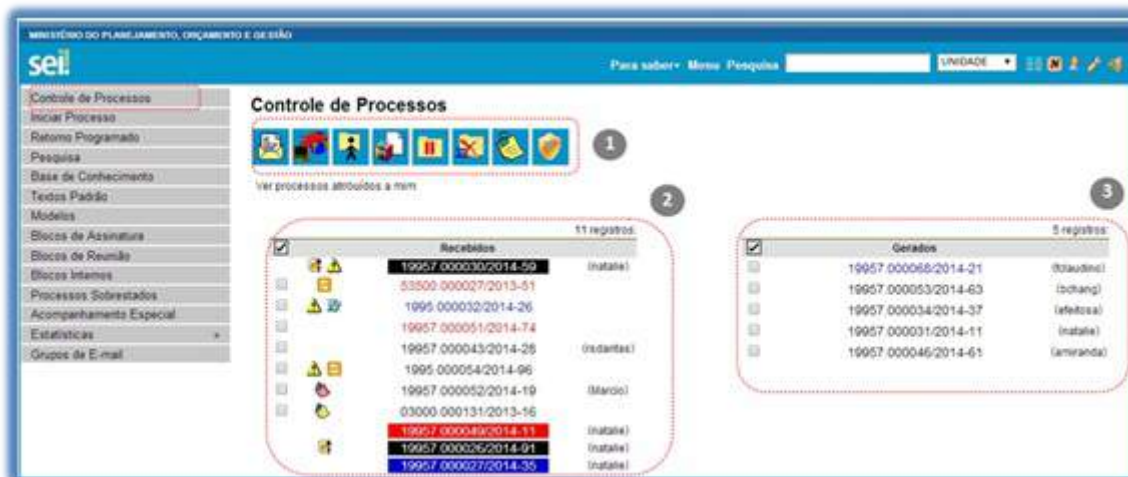 MINISTÉRIO DO PLANEJAMENTO, ORÇAMENTO E GESTÃO
sei!
Para saber+ Menu Pesquisa
UNIDADE
Controle de Processos
Iniciar Processo
Retorno Programado
Pesquisa
Base de Conhecimento
Textos Padrão
Modelos
Blocos de Assinatura
Blocos de Reunião
Blocos Internos
Processos Sobrestados
Acompanhamento Especial
Estatísticas
Grupos de E-mail
Controle de Processos
1
Ver processos atribuídos a mim
2
11 registros:
Recebidos
19957.000030/2014-59 (natalie)
53500.000027/2013-51
1995.000032/2014-26
19957.000051/2014-74
19957.000043/2014-28 (isdantas)
1995.000054/2014-96
19957.000052/2014-19 (Marcio)
03000.000131/2013-16
19957.000049/2014-11 (natalie)
19957.000026/2014-91 (natalie)
19957.000027/2014-35 (natalie)
3
5 registros:
Gerados
19957.000068/2014-21 (fclaudino)
19957.000053/2014-63 (bchang)
19957.000034/2014-37 (efeitosa)
19957.000031/2014-11 (natalie)
19957.000046/2014-61 (amiranda)